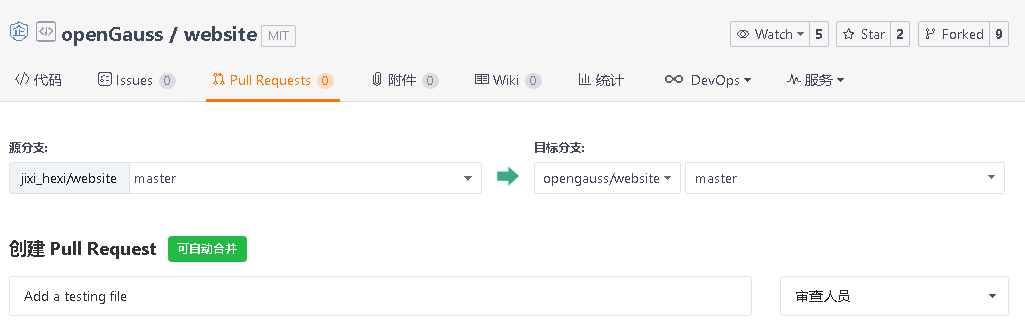 openGauss / website MIT Watch 5 Star 2 Forked 9
代码 Issues 0 Pull Requests 0 附件 0 Wiki 0 统计 DevOps 服务
源分支: 目标分支:
jixi_hexi/website master opengauss/website master
创建 Pull Request 可自动合并
Add a testing file 审查人员